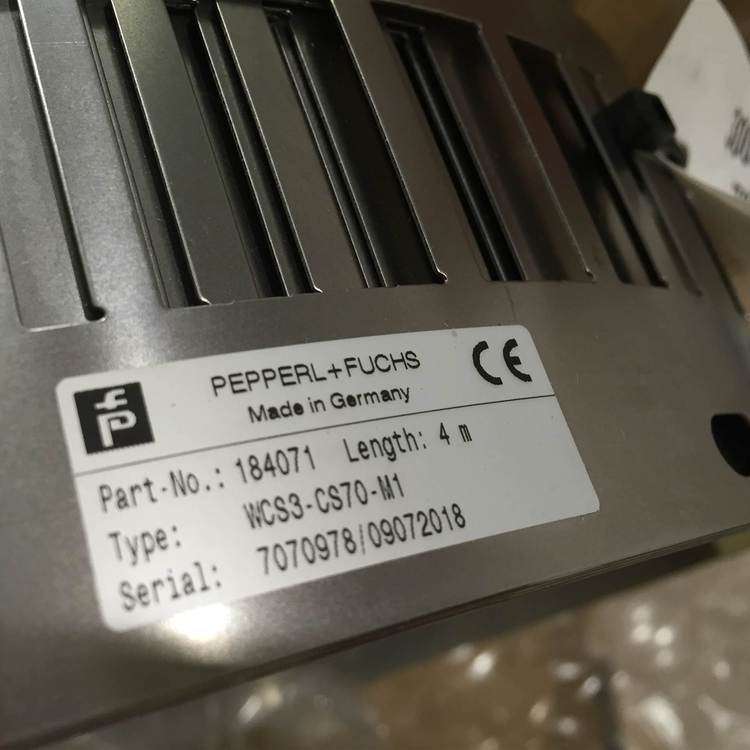 PEPPERL+FUCHS
Made in Germany
CE
Part-No.: 184071 Length: 4 m
Type: WCS3-CS70-M1
Serial: 7070978/09072018